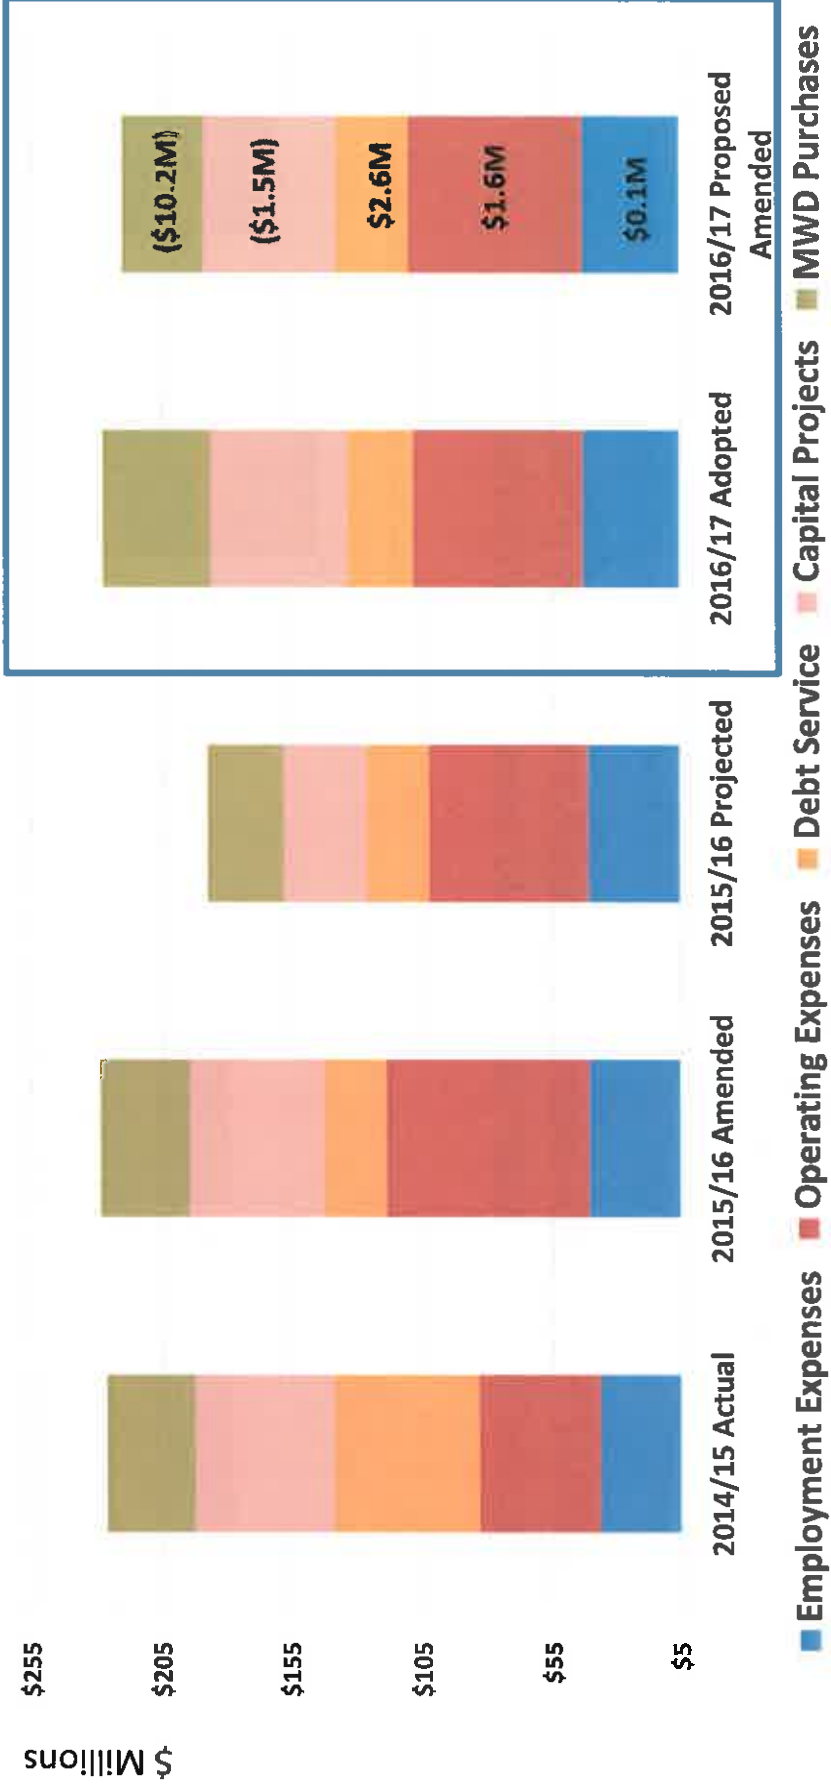 $ Millions
$255
$205
$155
$105
$55
$5
($10.2M)
($1.5M)
$2.6M
$1.6M
$0.1M
2014/15 Actual
2015/16 Amended
2015/16 Projected
2016/17 Adopted
2016/17 Proposed
Amended
Employment Expenses Operating Expenses Debt Service Capital Projects MWD Purchases